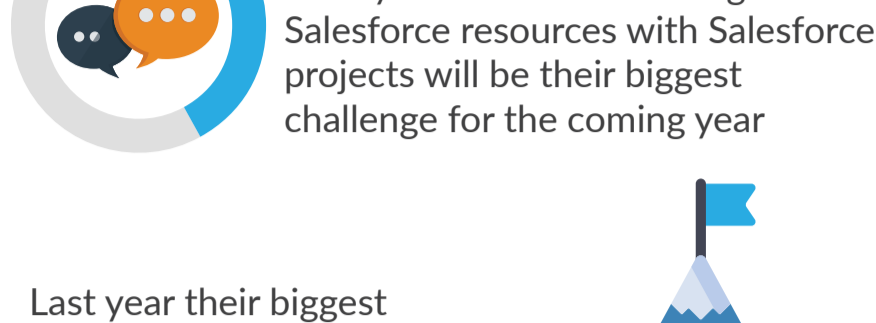 Salesforce resources with Salesforce
projects will be their biggest
challenge for the coming year
Last year their biggest